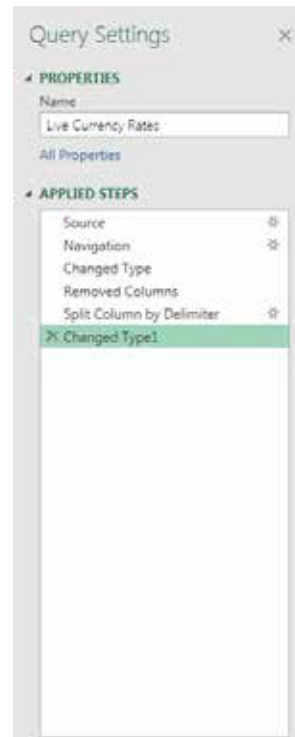 Query Settings
PROPERTIES
Name
Live Currency Rates
All Properties
APPLIED STEPS
Source
Navigation
Changed Type
Removed Columns
Split Column by Delimiter
Changed Type1